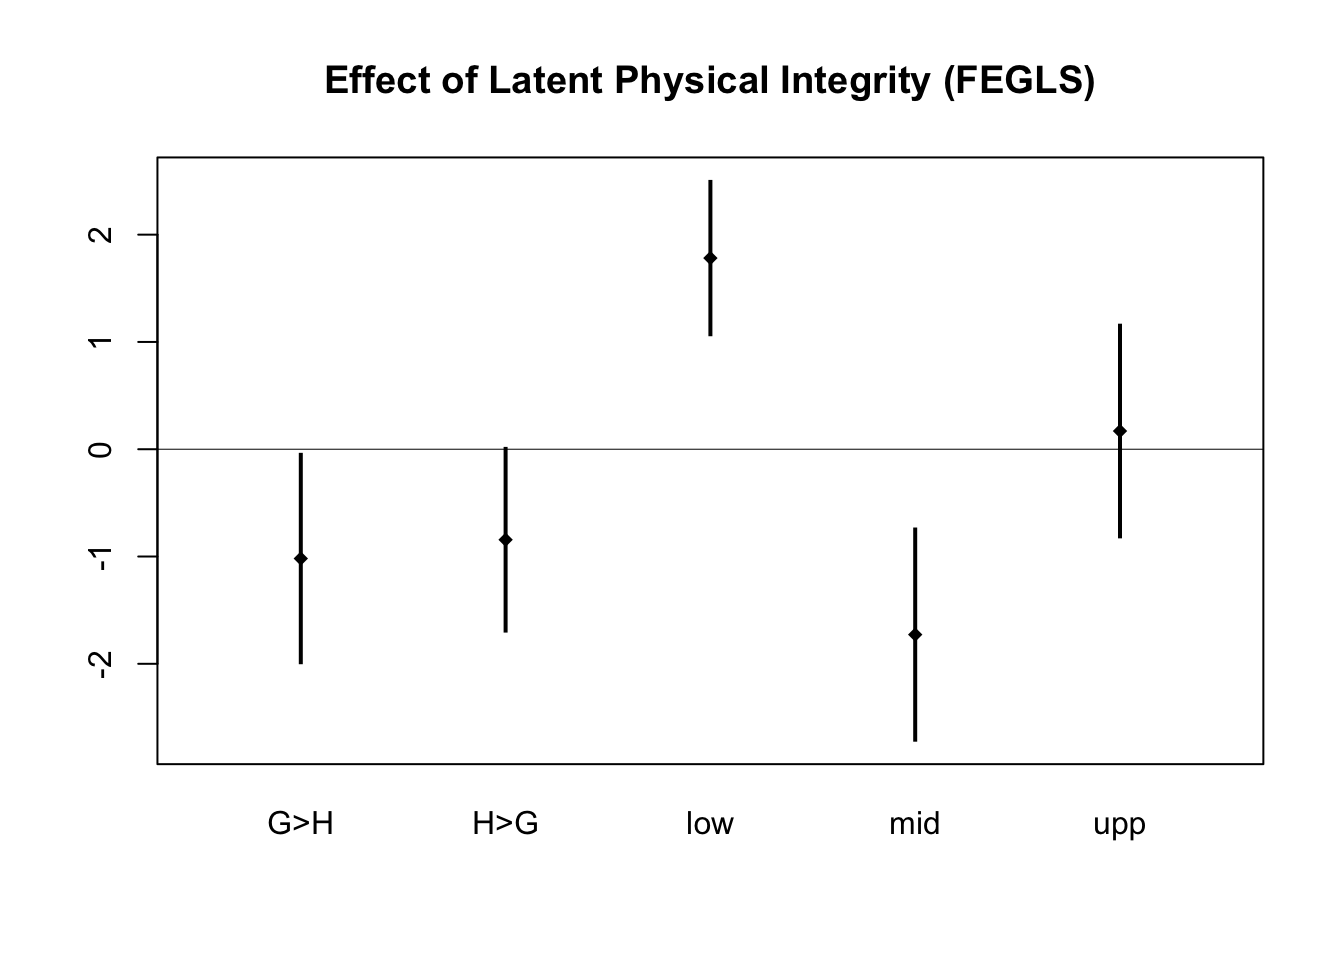 Effect of Latent Physical Integrity (FEGLS)
2
1
0
-1
-2
G>H H>G low mid upp